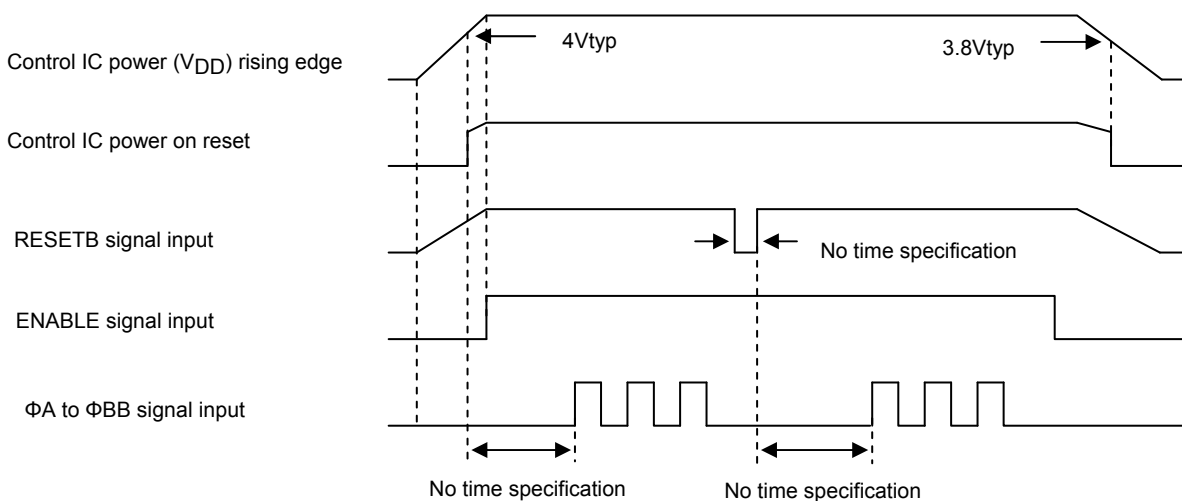 4Vtyp
3.8Vtyp
Control IC power (VDD) rising edge
Control IC power on reset
RESETB signal input
No time specification
ENABLE signal input
ΦA to ΦBB signal input
No time specification
No time specification